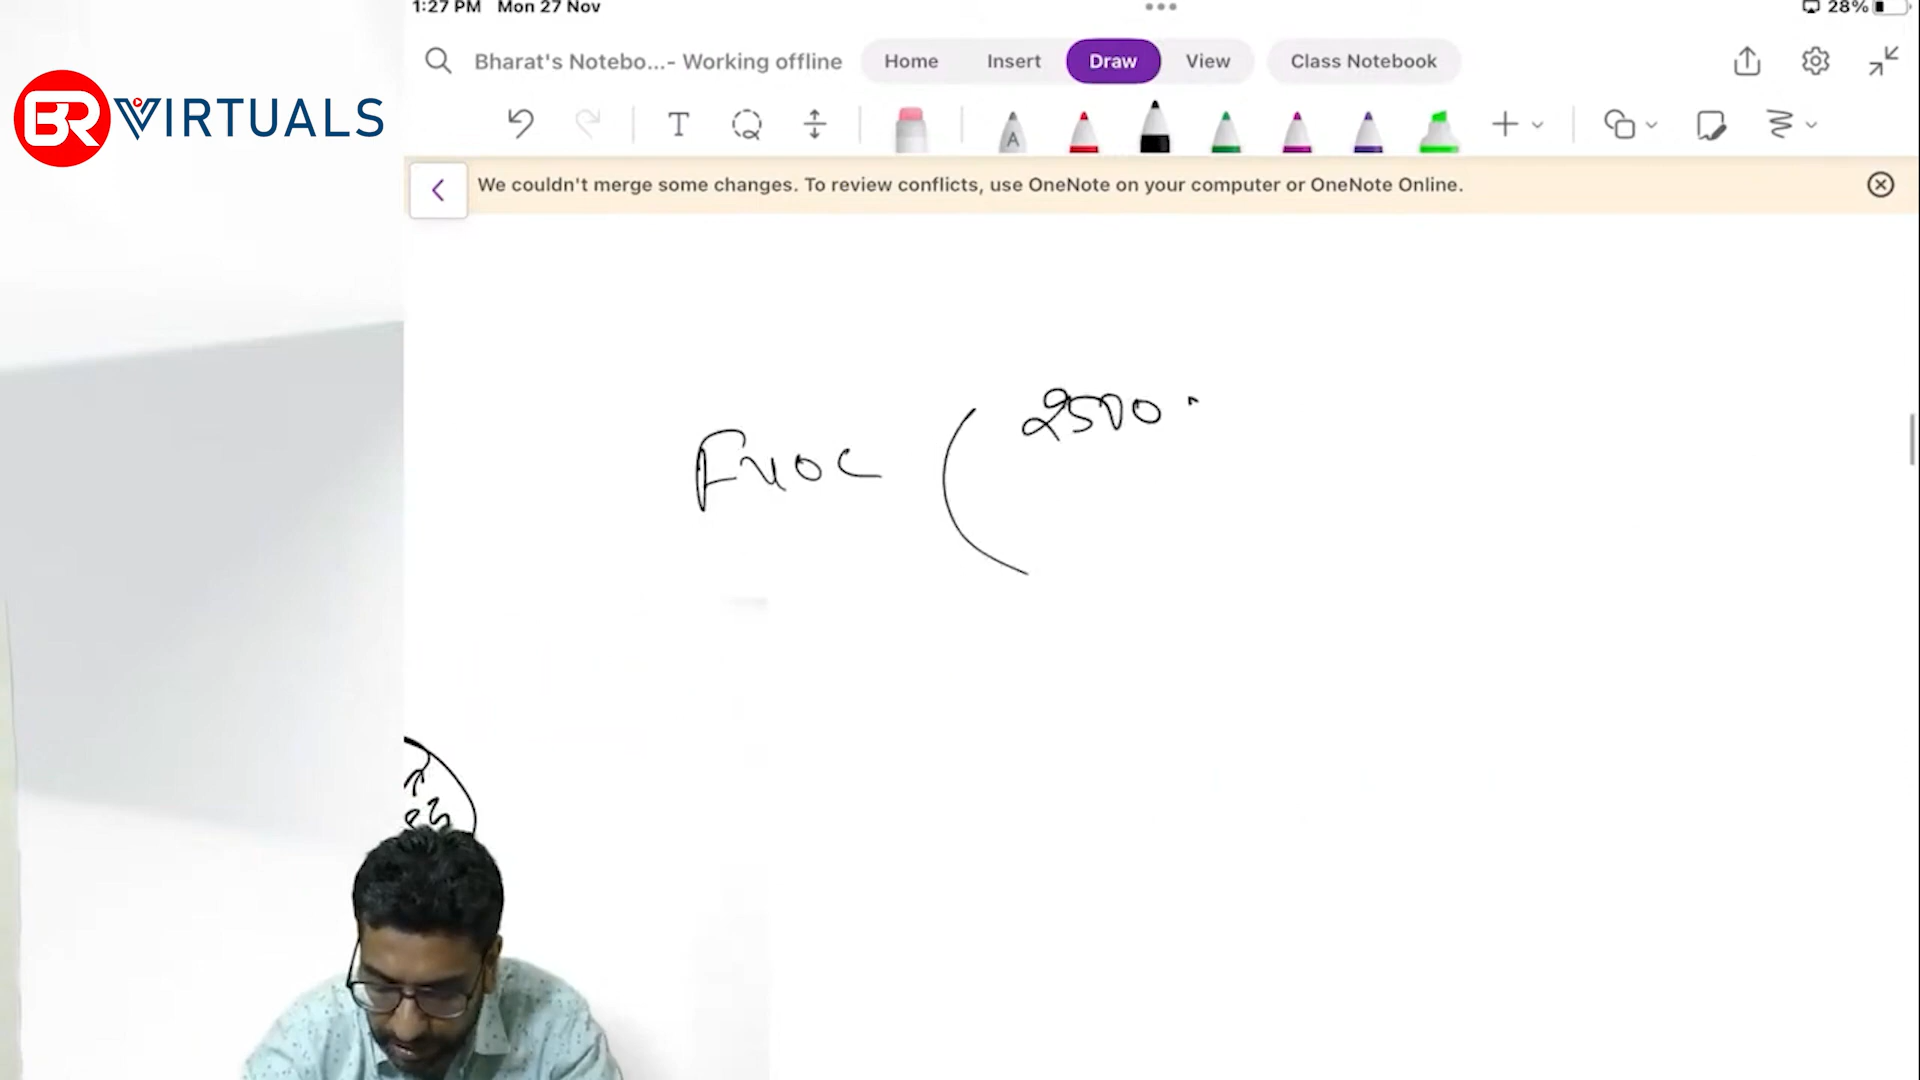 1:27 PM Mon 27 Nov
28%
BR VIRTUALS
Bharat's Notebo...- Working offline
Home Insert Draw View Class Notebook
T
A
We couldn't merge some changes. To review conflicts, use OneNote on your computer or OneNote Online.
2500